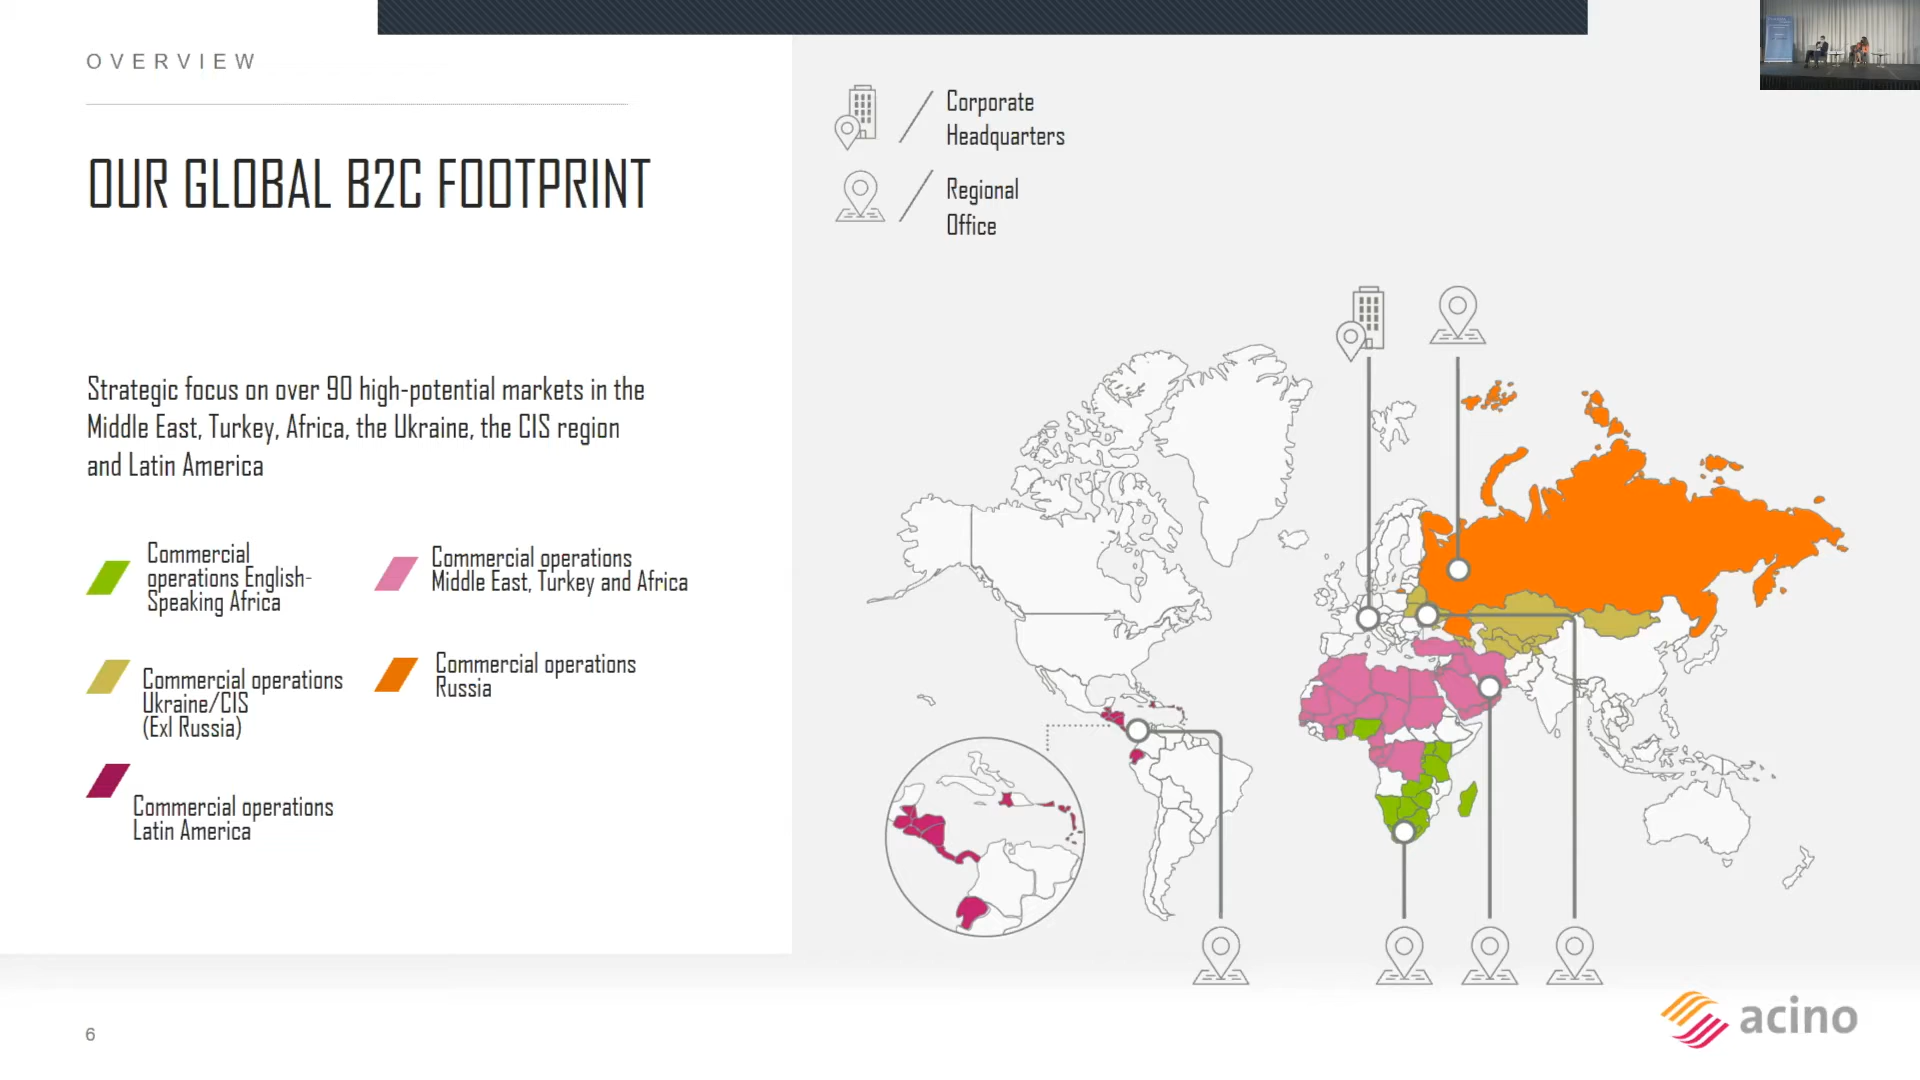 OVERVIEW
OUR GLOBAL B2C FOOTPRINT
Strategic focus on over 90 high-potential markets in the
Middle East, Turkey, Africa, the Ukraine, the CIS region
and Latin America
Commercial
operations English-
Speaking Africa
Commercial operations
Middle East, Turkey and Africa
Commercial operations
Ukraine/CIS
(Exl Russia)
Commercial operations
Russia
Commercial operations
Latin America
Corporate
Headquarters
Regional
Office
6
acino